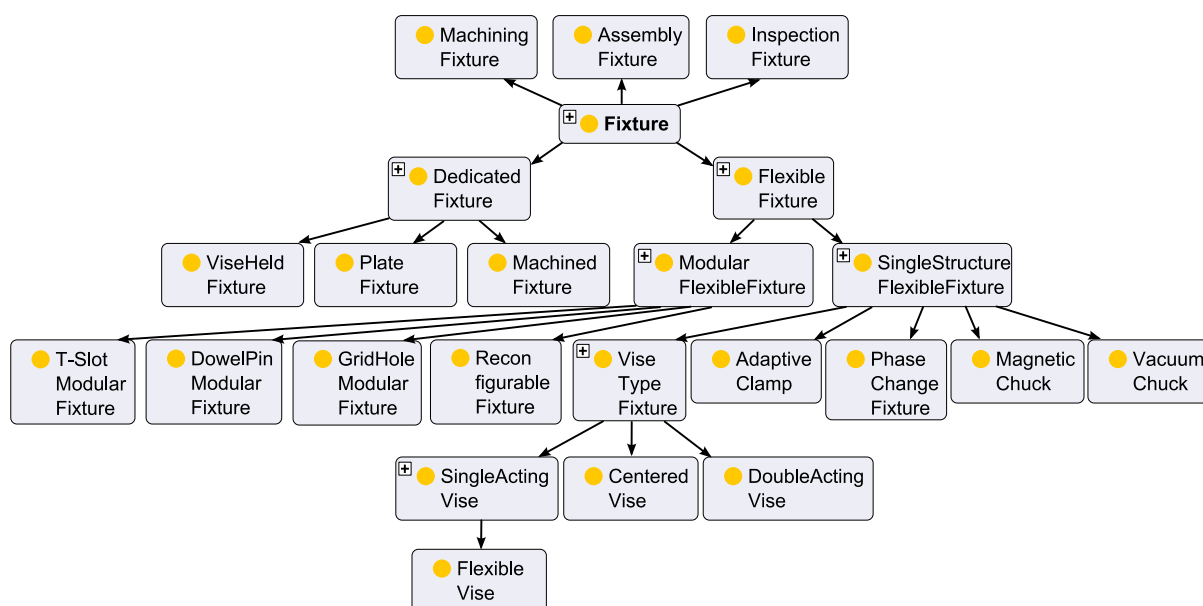 Machining
Fixture
Assembly
Fixture
Inspection
Fixture
Fixture
Dedicated
Fixture
Flexible
Fixture
ViseHeld
Fixture
Plate
Fixture
Machined
Fixture
Modular
FlexibleFixture
SingleStructure
FlexibleFixture
T-Slot
Modular
Fixture
DowelPin
Modular
Fixture
GridHole
Modular
Fixture
Recon
figurable
Fixture
Vise
Type
Fixture
Adaptive
Clamp
Phase
Change
Fixture
Magnetic
Chuck
Vacuum
Chuck
SingleActing
Vise
Centered
Vise
DoubleActing
Vise
Flexible
Vise